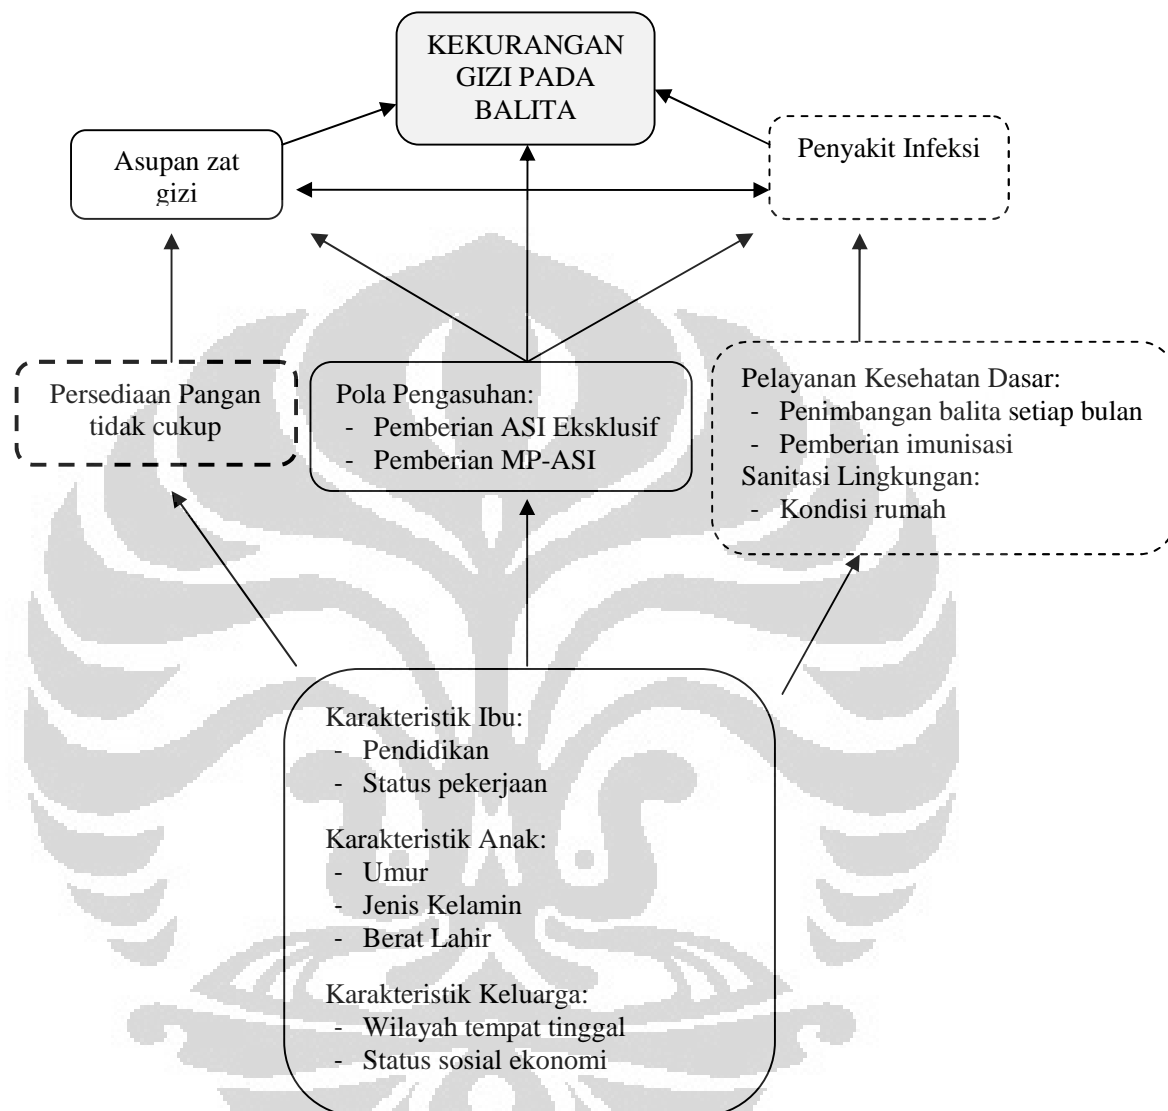 KEKURANGAN
GIZI PADA
BALITA
Asupan zat
gizi
Penyakit Infeksi
Persediaan Pangan
tidak cukup
Pola Pengasuhan:
- Pemberian ASI Eksklusif
- Pemberian MP-ASI
Pelayanan Kesehatan Dasar:
- Penimbangan balita setiap bulan
- Pemberian imunisasi
Sanitasi Lingkungan:
- Kondisi rumah
Karakteristik Ibu:
- Pendidikan
- Status pekerjaan
Karakteristik Anak:
- Umur
- Jenis Kelamin
- Berat Lahir
Karakteristik Keluarga:
- Wilayah tempat tinggal
- Status sosial ekonomi